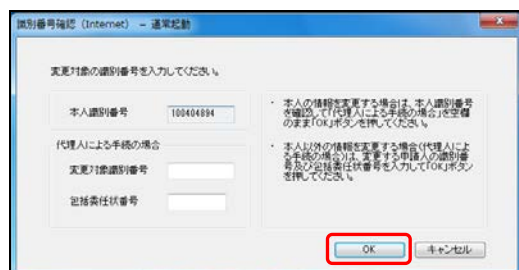 識別番号確認（Internet） － 通常起動
変更対象の識別番号を入力してください。
本人識別番号
100404894
代理人による手続の場合
変更対象識別番号
包括委任状番号
・ 本人の情報を変更する場合は、本人識別番号
を確認して「代理人による手続の場合」を空欄
のまま「OK」ボタンを押してください。
・ 本人以外の情報を変更する場合（代理人によ
る手続の場合）は、変更する申請人の識別番
号及び包括委任状番号を入力して「OK」ボタン
を押してください。
OK
キャンセル